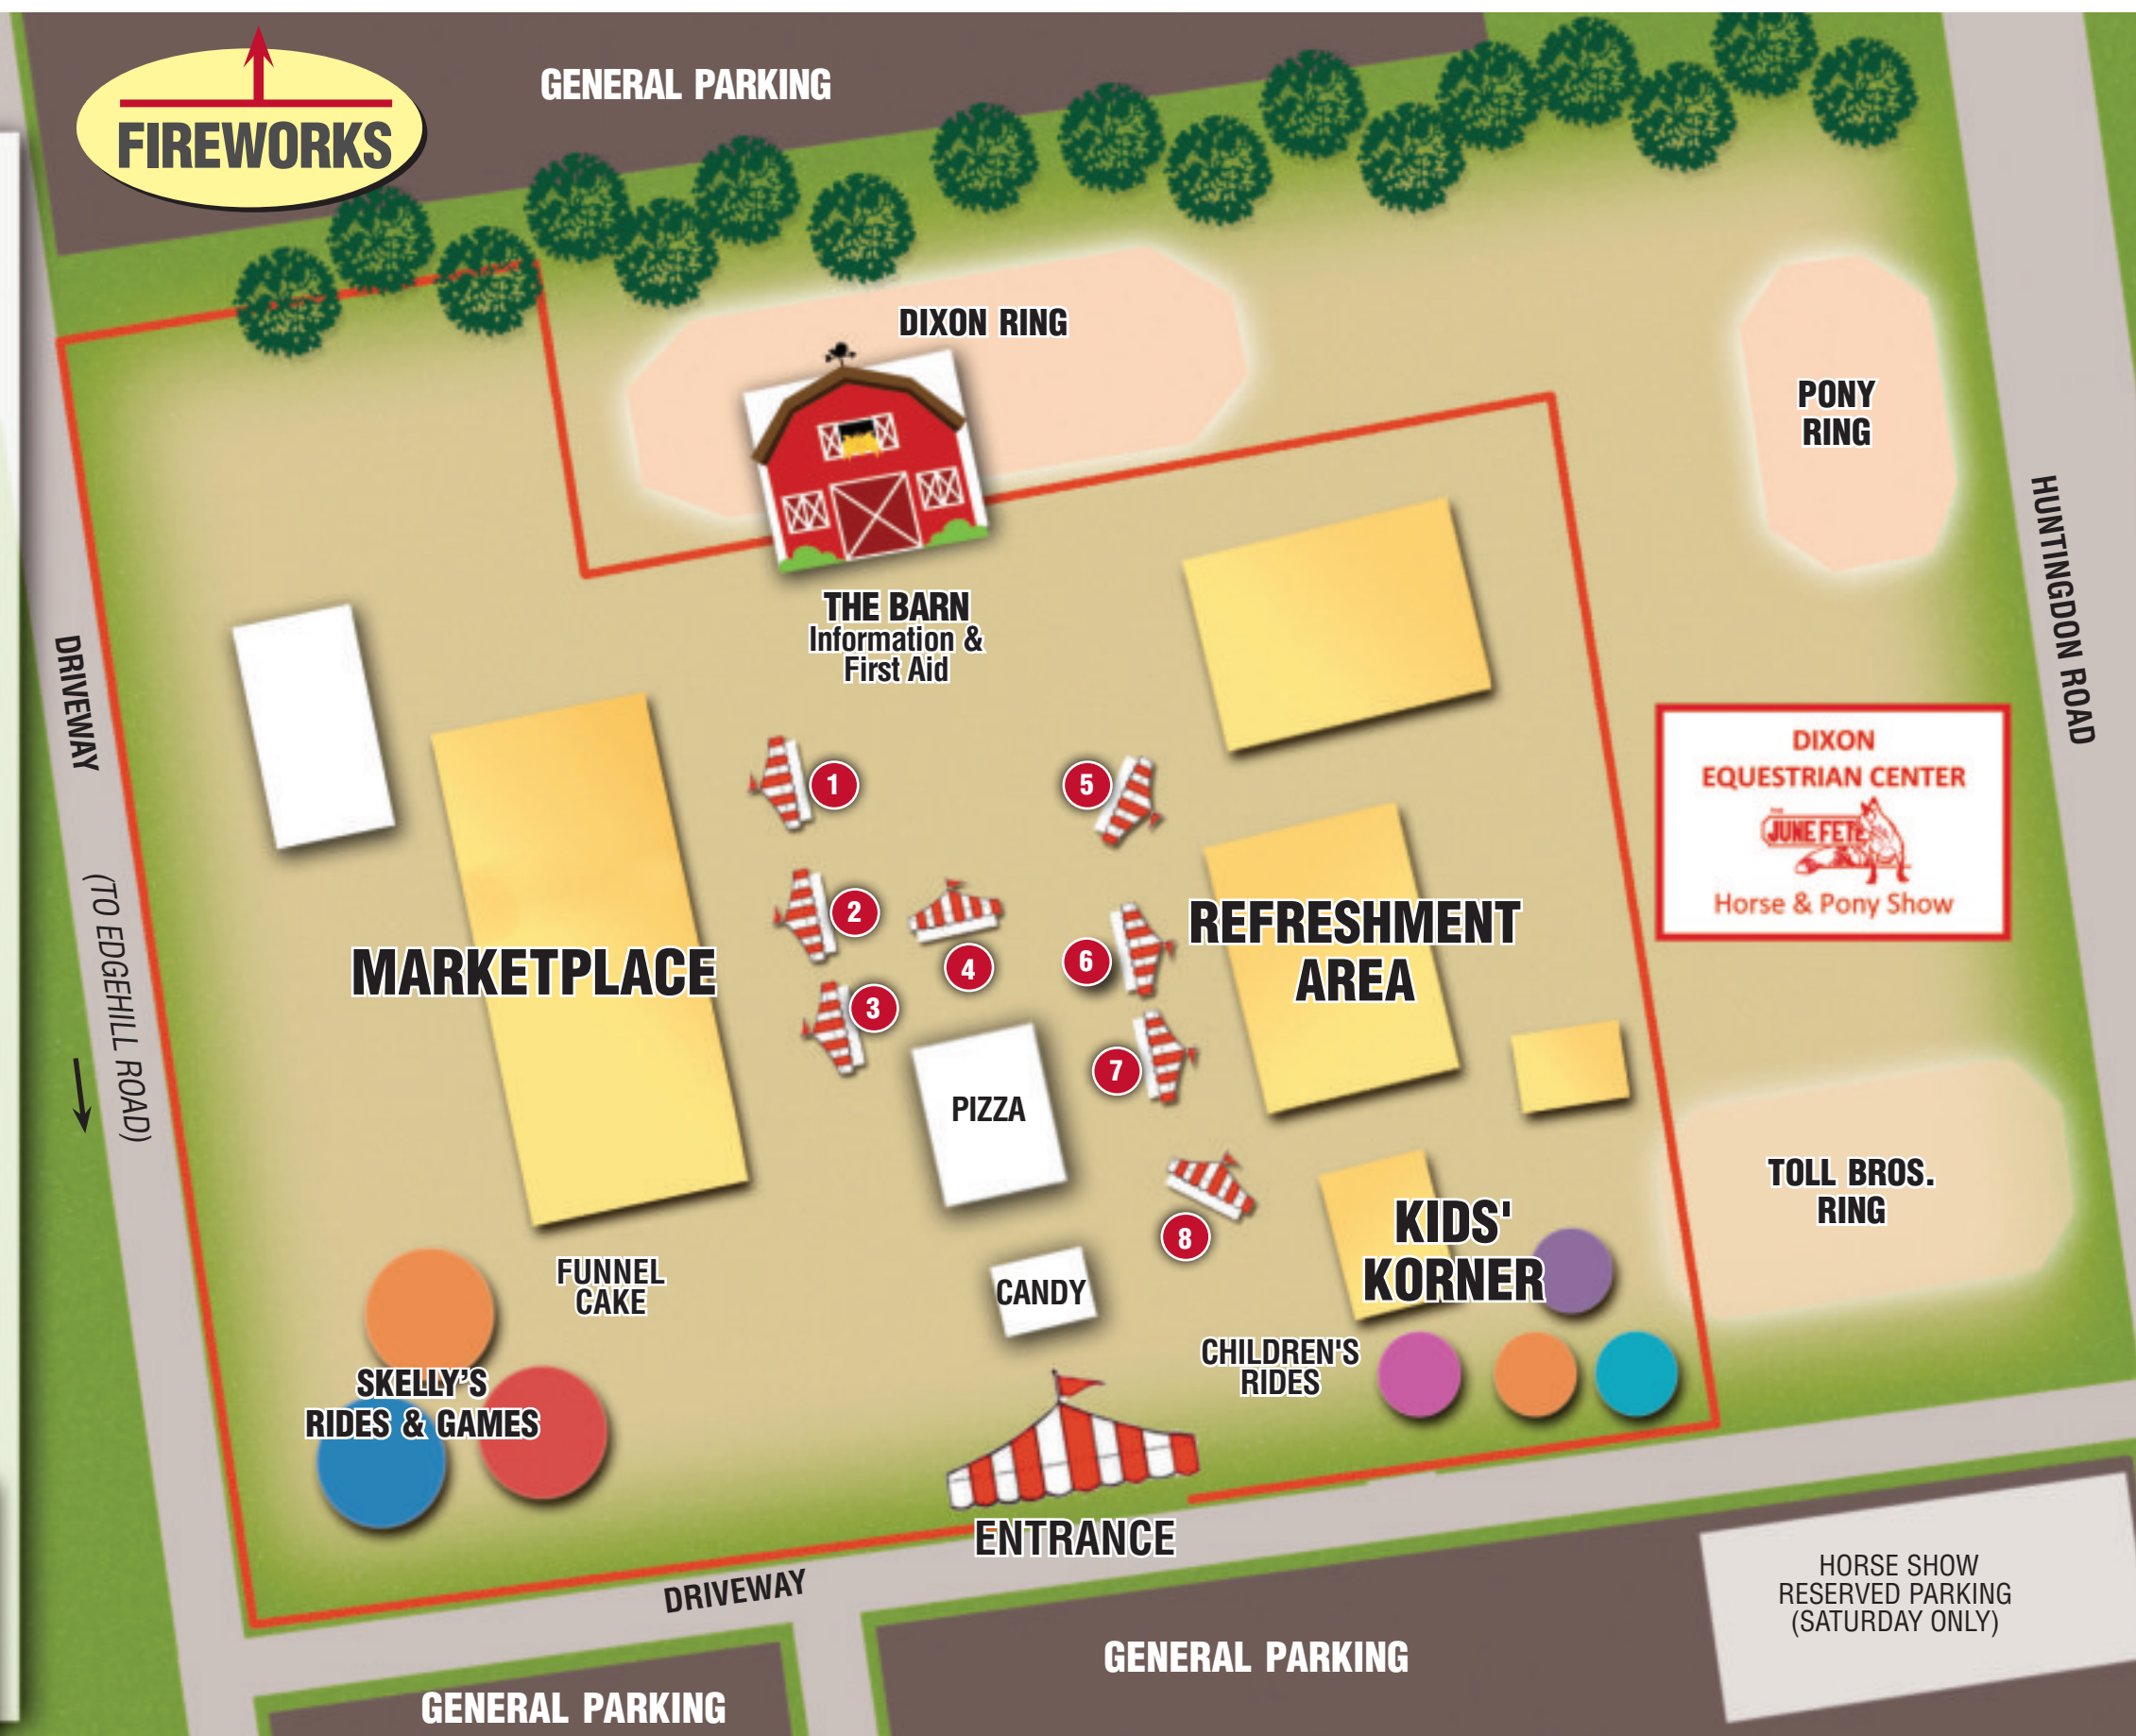 FIREWORKS
GENERAL PARKING
DIXON RING
PONY
RING
HUNTINGDON ROAD
THE BARN
Information &
First Aid
DRIVEWAY
(TO EDGEHILL ROAD)
DIXON
EQUESTRIAN CENTER
THE
JUNE FETE
Horse & Pony Show
1
5
2
4
3
6
7
8
MARKETPLACE
REFRESHMENT
AREA
PIZZA
TOLL BROS.
RING
KIDS'
KORNER
FUNNEL
CAKE
CANDY
CHILDREN'S
RIDES
SKELLY'S
RIDES & GAMES
ENTRANCE
DRIVEWAY
HORSE SHOW
RESERVED PARKING
(SATURDAY ONLY)
GENERAL PARKING
GENERAL PARKING